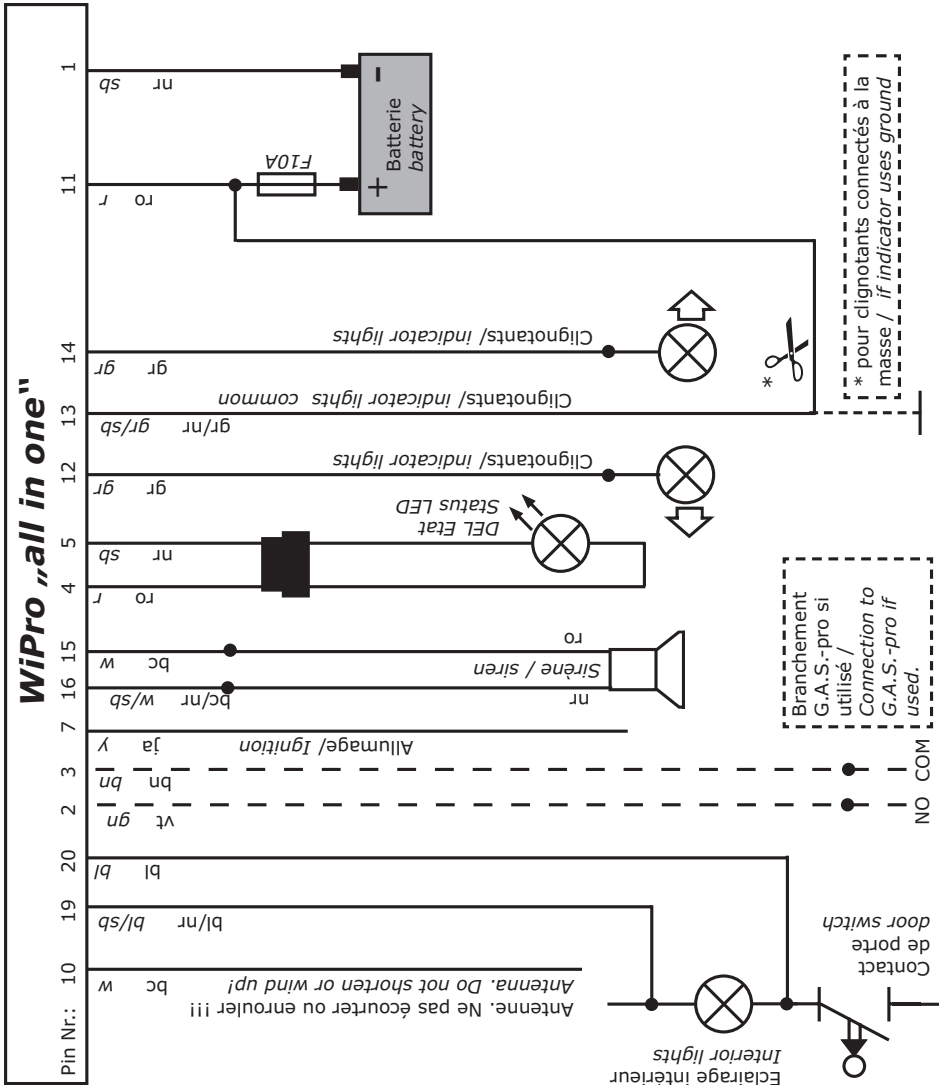 WiPro „all in one“
Pin Nr.:
10
19
20
2
3
7
16
15
4
5
12
13
14
11
1
bc w
bl/nr bl/sb
bl bl
vt gn
bn bn
ja y
bc/nr w/sb
bc w
ro r
nr sb
gr gr
gr/nr gr/sb
gr gr
ro r
nr sb
Antenne. Ne pas écourter ou enrouler !!!
Antenna. Do not shorten or wind up!
Eclairage intérieur
Interior lights
Contact
de porte
door switch
NO COM
Branchement
G.A.S.-pro si
utilisé /
Connection to
G.A.S.-pro if
used.
Allumage/ Ignition
nr
Sirène / siren
ro
DEL Etat
Status LED
Clignotants/ indicator lights
Clignotants/ indicator lights common
Clignotants/ indicator lights
*
* pour clignotants connectés à la
masse / if indicator uses ground
F10A
+ -
Batterie
battery